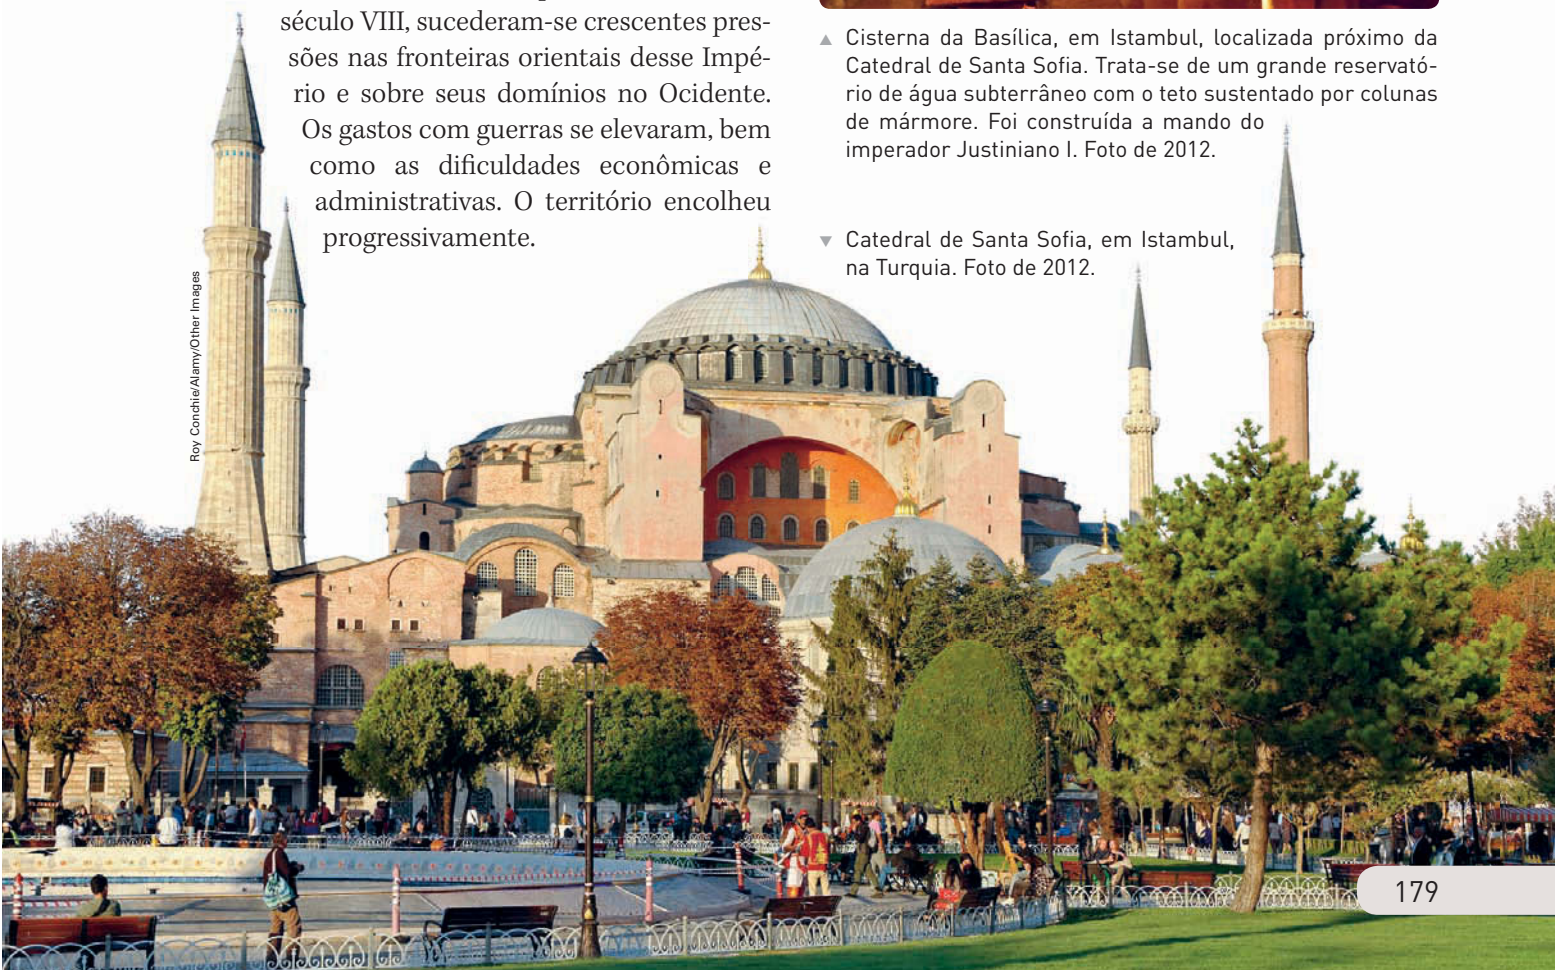 século VIII, sucederam-se crescentes pres-
sões nas fronteiras orientais desse Impé-
rio e sobre seus domínios no Ocidente.
Os gastos com guerras se elevaram, bem
como as dificuldades econômicas e
administrativas. O território encolheu
progressivamente.
▲ Cisterna da Basílica, em Istambul, localizada próximo da
Catedral de Santa Sofia. Trata-se de um grande reservató-
rio de água subterrâneo com o teto sustentado por colunas
de mármore. Foi construída a mando do
imperador Justiniano I. Foto de 2012.
▼ Catedral de Santa Sofia, em Istambul,
na Turquia. Foto de 2012.
Roy Conchie/Alamy/Other Images
179